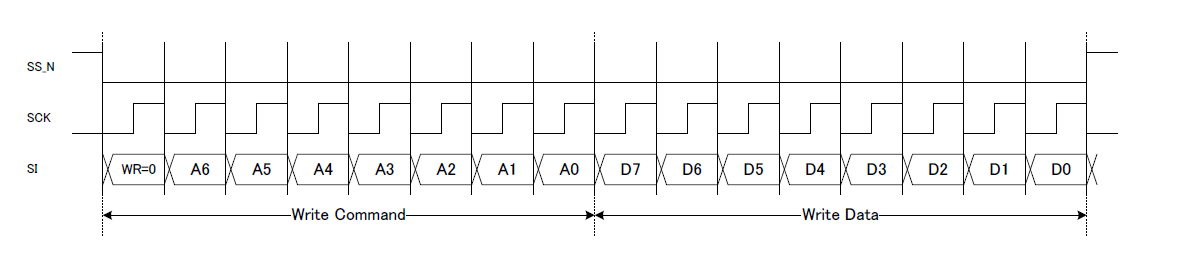 SS_N
SCK
SI
WR=0 A6 A5 A4 A3 A2 A1 A0 D7 D6 D5 D4 D3 D2 D1 D0
Write Command Write Data